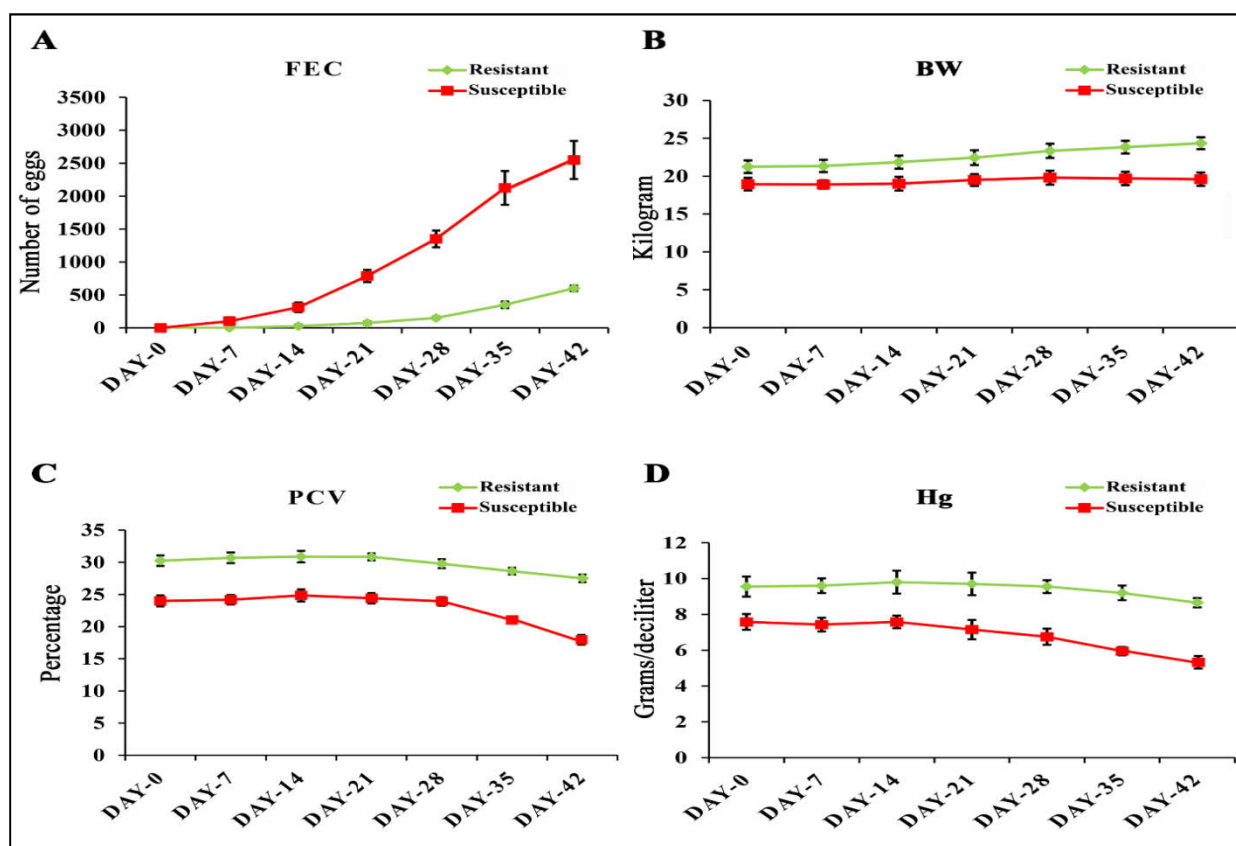 A
FEC
Resistant
Susceptible
Number of eggs
3500
3000
2500
2000
1500
1000
500
0
DAY-0
DAY-7
DAY-14
DAY-21
DAY-28
DAY-35
DAY-42
B
BW
Resistant
Susceptible
Kilogram
30
25
20
15
10
5
0
DAY-0
DAY-7
DAY-14
DAY-21
DAY-28
DAY-35
DAY-42
C
PCV
Resistant
Susceptible
Percentage
35
30
25
20
15
10
5
0
DAY-0
DAY-7
DAY-14
DAY-21
DAY-28
DAY-35
DAY-42
D
Hg
Resistant
Susceptible
Grams/deciliter
12
10
8
6
4
2
0
DAY-0
DAY-7
DAY-14
DAY-21
DAY-28
DAY-35
DAY-42